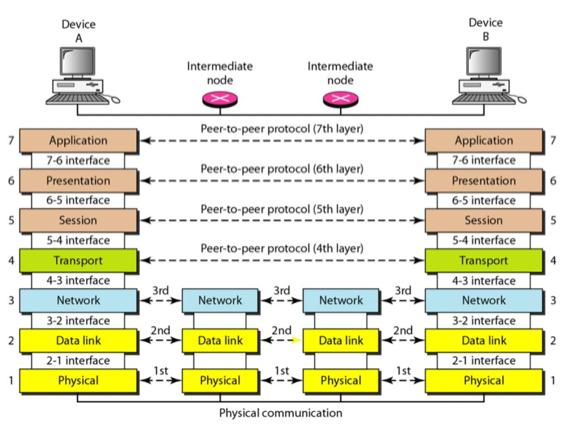 Device
A
Device
B
Intermediate
node
Intermediate
node
Peer-to-peer protocol (7th layer)
7 Application Application 7
7-6 interface 7-6 interface
Peer-to-peer protocol (6th layer)
6 Presentation Presentation 6
6-5 interface 6-5 interface
Peer-to-peer protocol (5th layer)
5 Session Session 5
5-4 interface 5-4 interface
Peer-to-peer protocol (4th layer)
4 Transport Transport 4
4-3 interface 4-3 interface
3rd 3rd 3rd
3 Network Network Network Network 3
3-2 interface 3-2 interface
2nd 2nd 2nd
2 Data link Data link Data link Data link 2
2-1 interface 2-1 interface
1st 1st 1st
1 Physical Physical Physical Physical 1
Physical communication